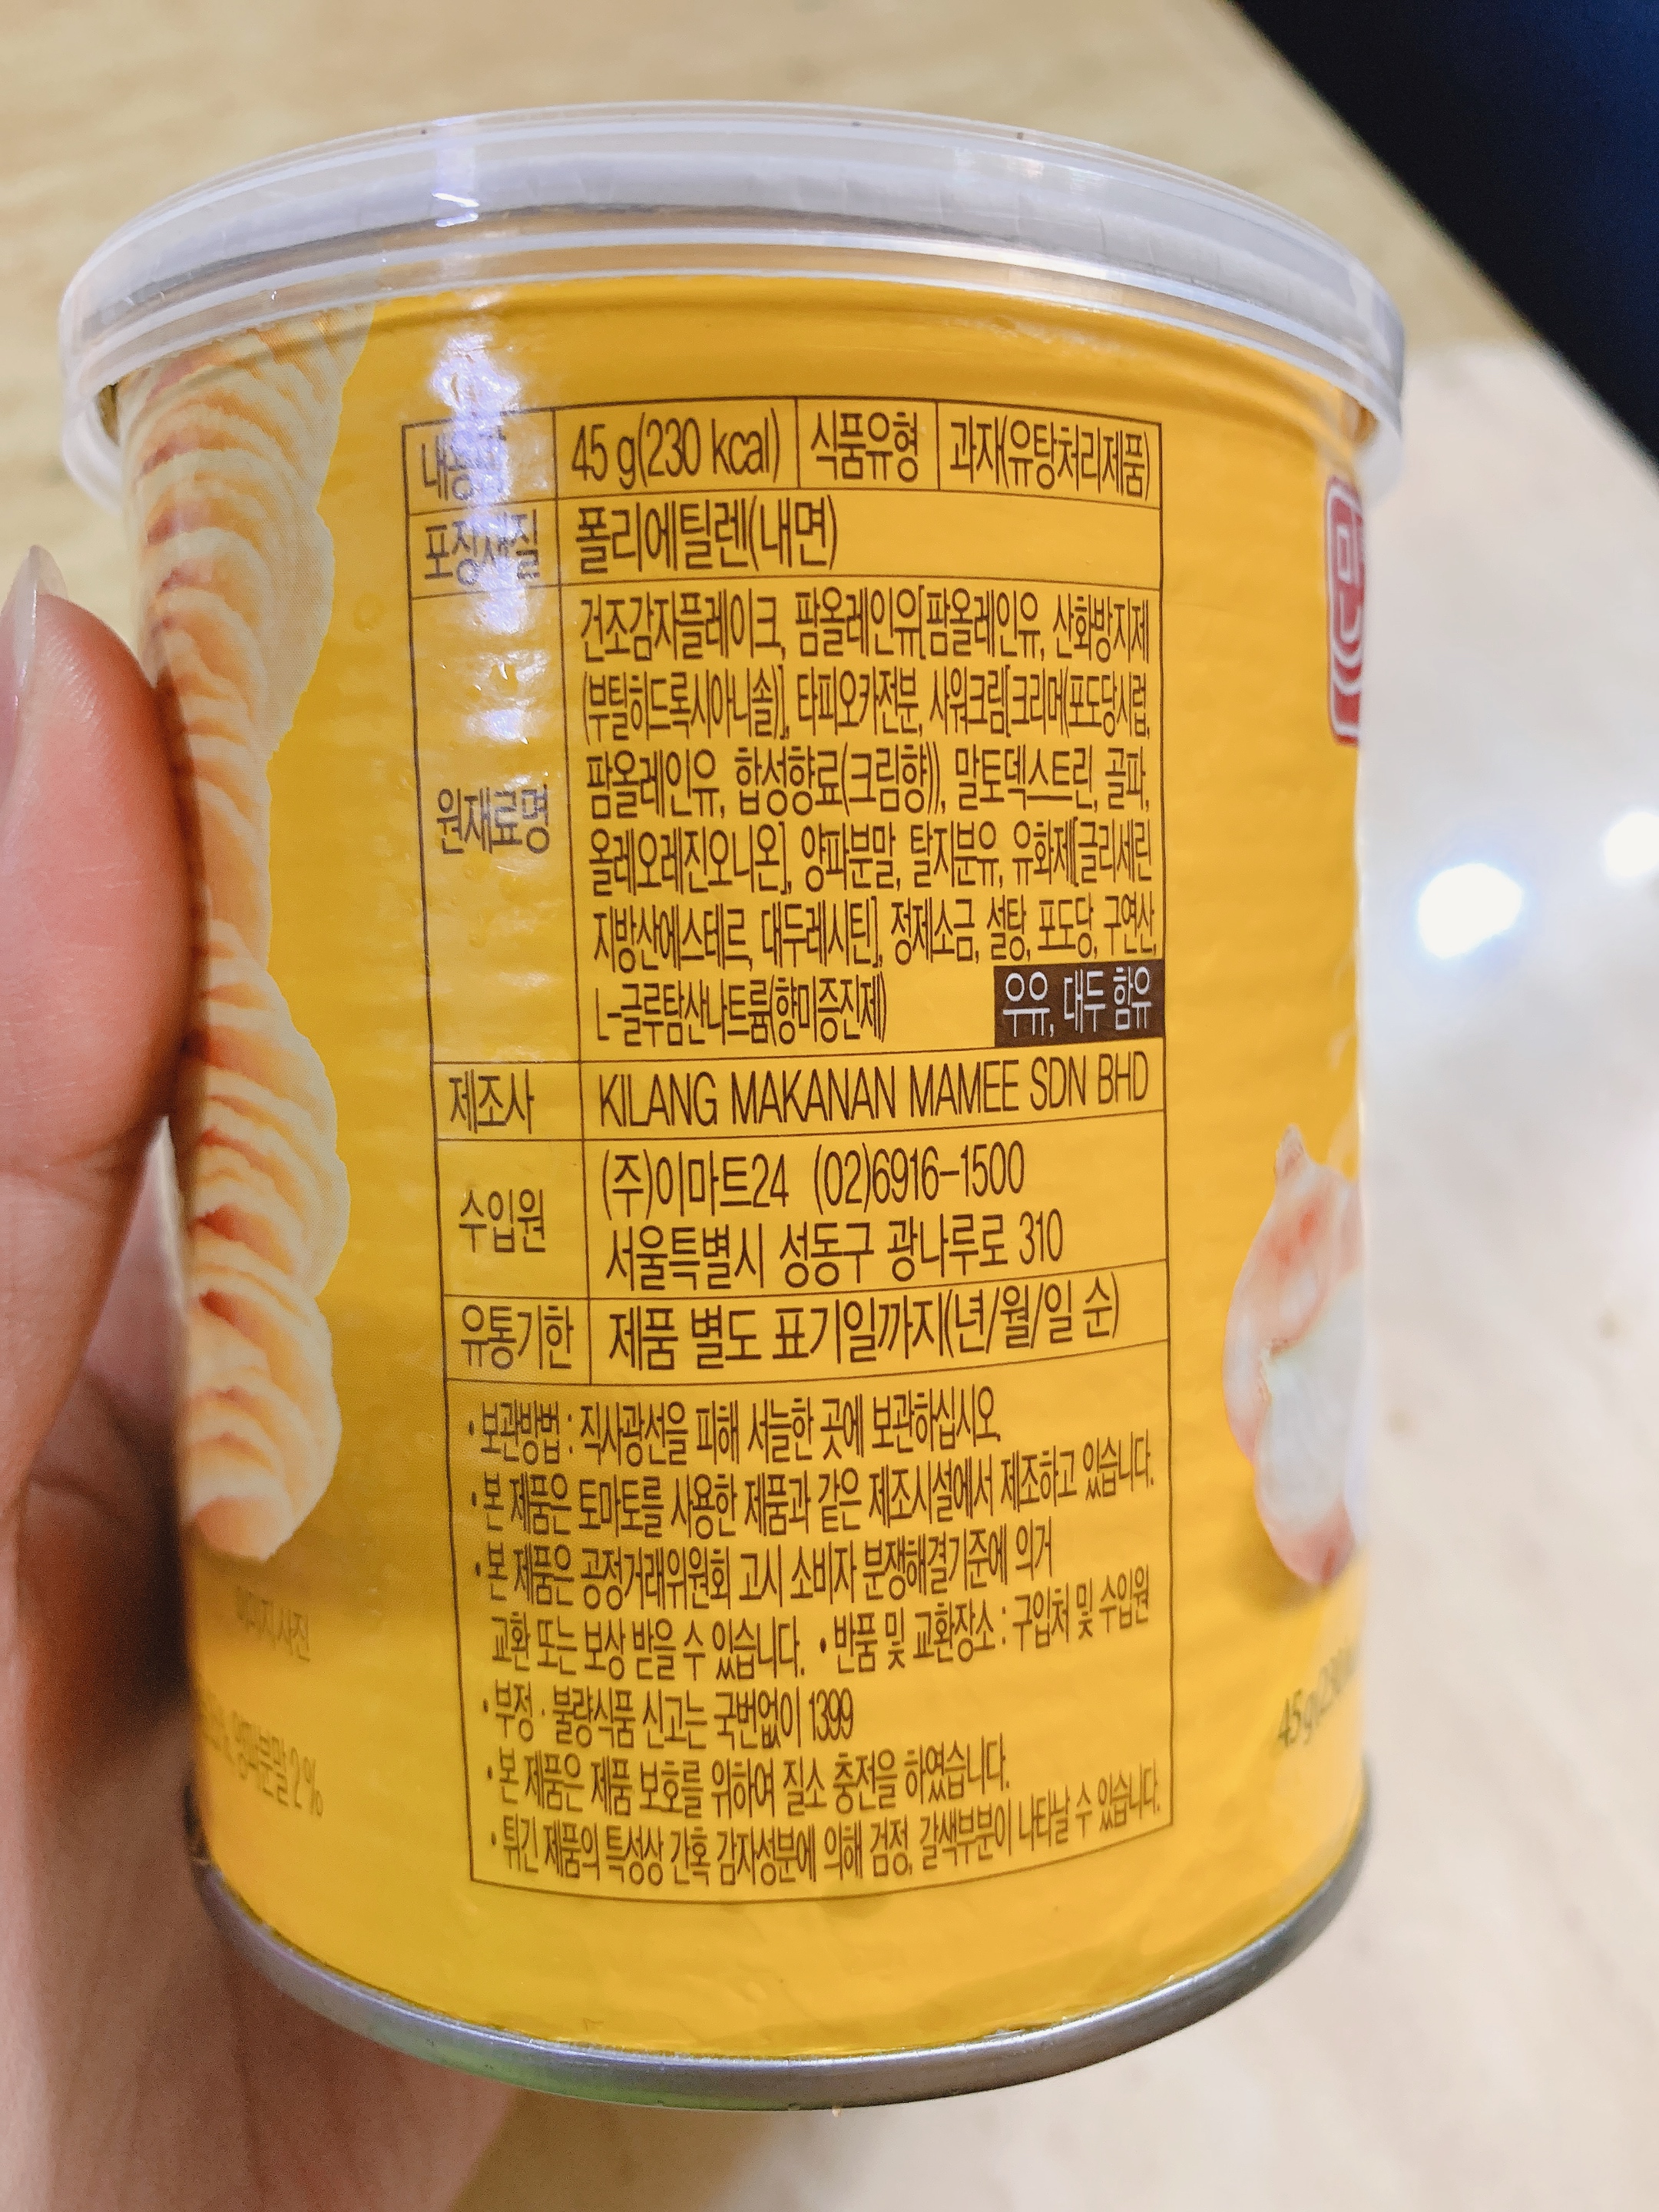 내용량 45 g(230 kcal) 식품유형 과자(유탕처리제품)
포장재질 폴리에틸렌(내면)
원재료명
건조감자플레이크, 팜올레인유[팜올레인유, 산화방지제
(부틸히드록시아니솔)], 타피오카전분, 사워크림[크리머(포도당시럽,
팜올레인유, 합성향료(크림향)), 말토덱스트린, 골파,
올레오레진오니온], 양파분말, 탈지분유, 유화제[글리세린
지방산에스테르, 대두레시틴], 정제소금, 설탕, 포도당, 구연산,
L-글루탐산나트륨(향미증진제) 우유, 대두 함유
제조사 KILANG MAKANAN MAMEE SDN BHD
수입원 (주)이마트24 (02)6916-1500
서울특별시 성동구 광나루로 310
유통기한 제품 별도 표기일까지(년/월/일 순)
• 보관방법 : 직사광선을 피해 서늘한 곳에 보관하십시오.
• 본 제품은 토마토를 사용한 제품과 같은 제조시설에서 제조하고 있습니다.
• 본 제품은 공정거래위원회 고시 소비자 분쟁해결기준에 의거
교환 또는 보상 받을 수 있습니다. • 반품 및 교환장소 : 구입처 및 수입원
• 부정 · 불량식품 신고는 국번없이 1399
• 본 제품은 제품 보호를 위하여 질소 충전을 하였습니다.
• 튀긴 제품의 특성상 간혹 감자성분에 의해 검정, 갈색부분이 나타날 수 있습니다.
이미지 사진
양파분말 2 %
45 g(230